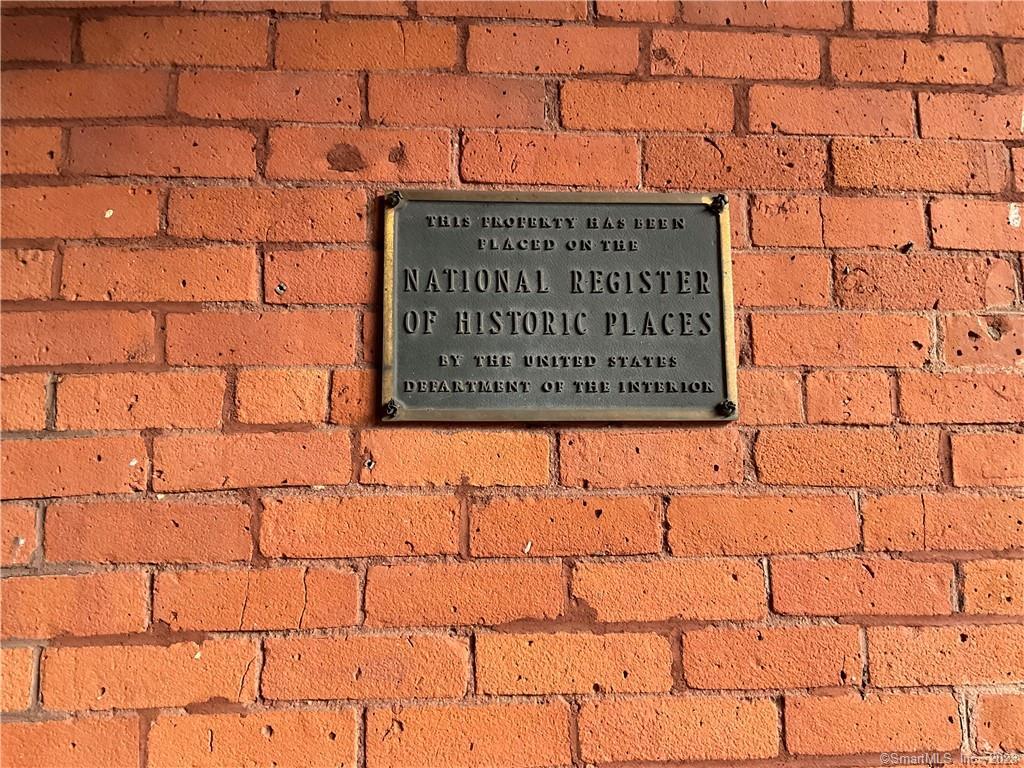 THIS PROPERTY HAS BEEN
PLACED ON THE
NATIONAL REGISTER
OF HISTORIC PLACES
BY THE UNITED STATES
DEPARTMENT OF THE INTERIOR
©SmartMLS, Inc. 2023